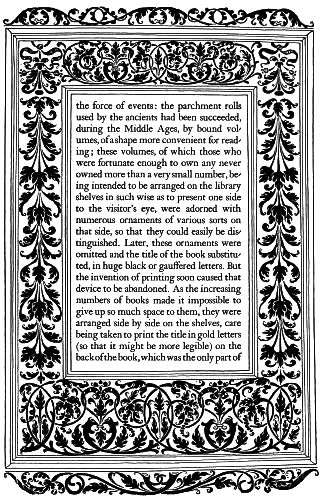 the force of events: the parchment rolls
used by the ancients had been succeeded,
during the Middle Ages, by bound vol-
umes, of a shape more convenient for read-
ing; these volumes, of which those who
were fortunate enough to own any never
owned more than a very small number, be-
ing intended to be arranged on the library
shelves in such wise as to present one side
to the visitor's eye, were adorned with
numerous ornaments of various sorts on
that side, so that they could easily be dis-
tinguished. Later, these ornaments were
omitted and the title of the book substitu-
ted, in huge black or gauffered letters. But
the invention of printing soon caused that
device to be abandoned. As the increasing
numbers of books made it impossible to
give up so much space to them, they were
arranged side by side on the shelves, care
being taken to print the title in gold letters
(so that it might be more legible) on the
back of the book, which was the only part of